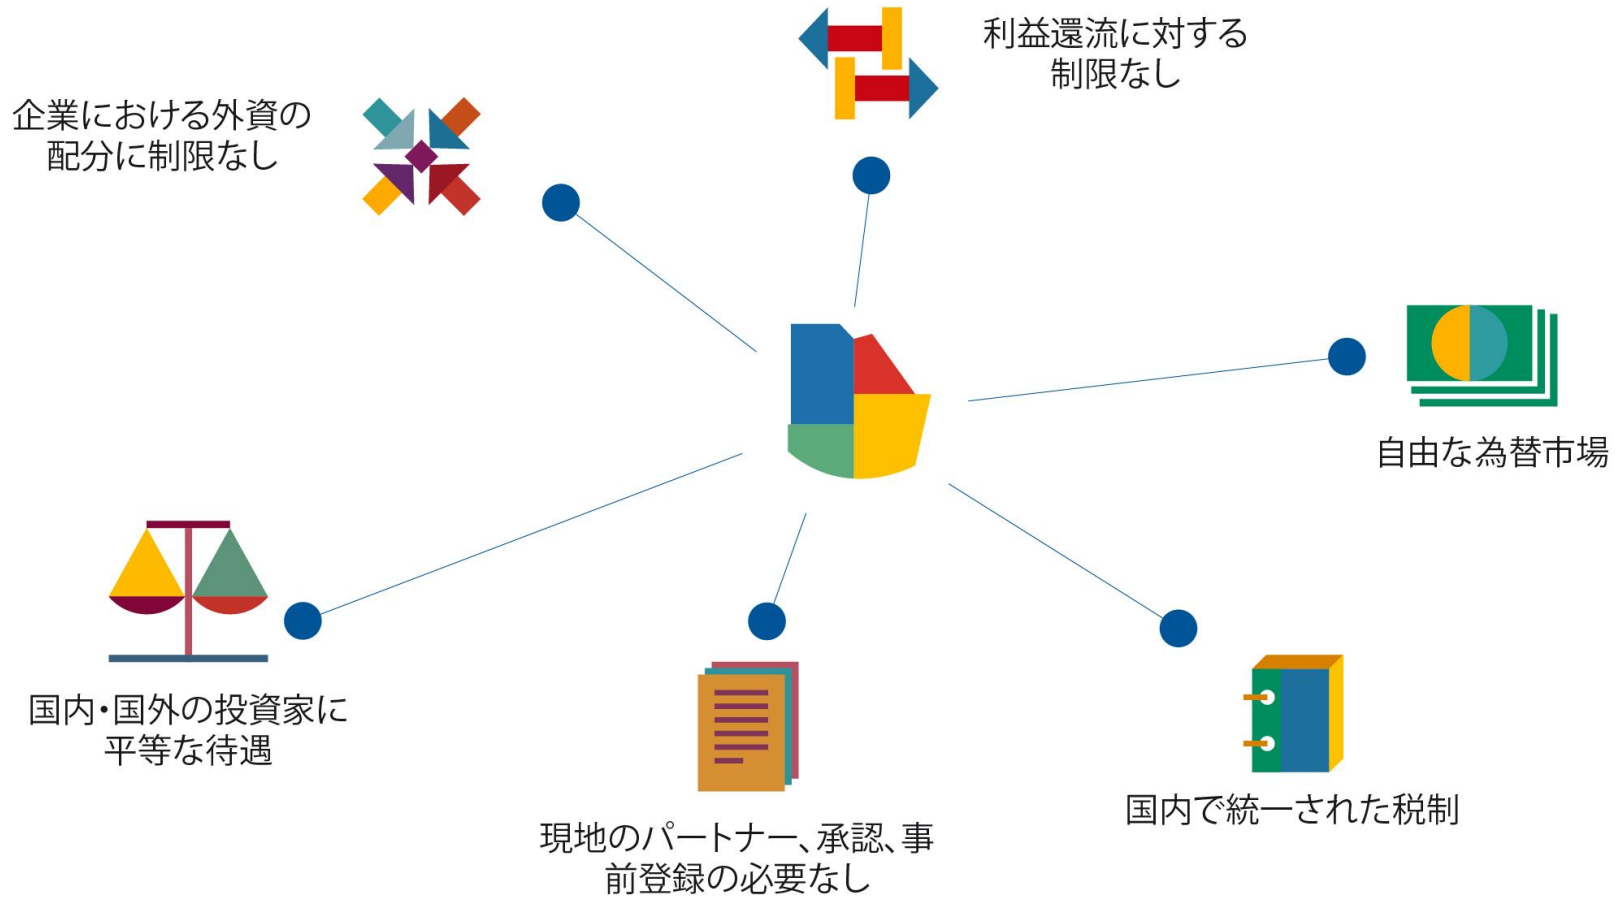 利益還流に対する
制限なし
企業における外資の
配分に制限なし
自由な為替市場
国内・国外の投資家に
平等な待遇
国内で統一された税制
現地のパートナー、承認、事
前登録の必要なし